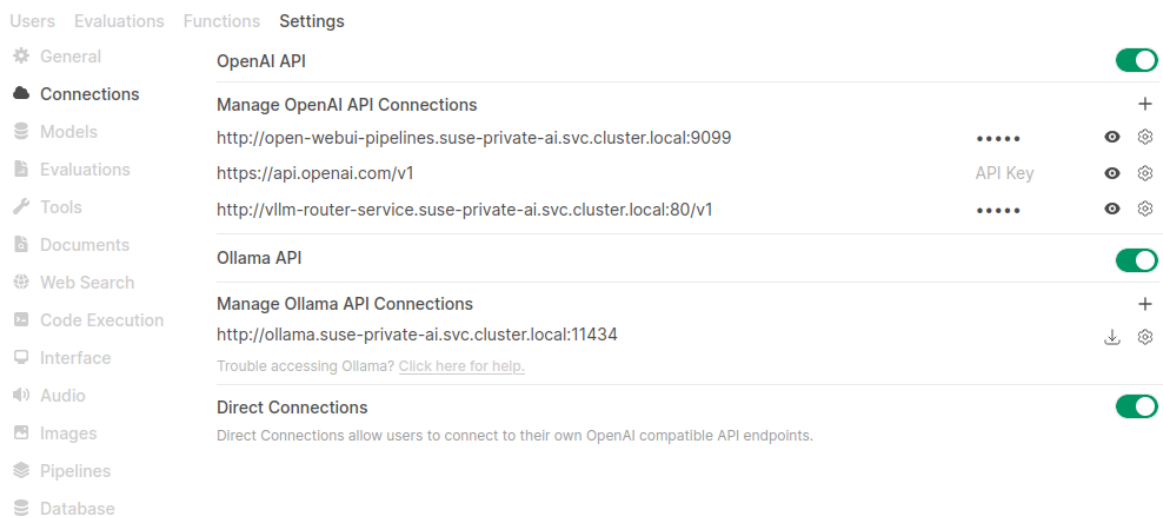 Users Evaluations Functions Settings
General
Connections
Models
Evaluations
Tools
Documents
Web Search
Code Execution
Interface
Audio
Images
Pipelines
Database
OpenAI API
Manage OpenAI API Connections
http://open-webui-pipelines.suse-private-ai.svc.cluster.local:9099 •••••
https://api.openai.com/v1 API Key
http://vllm-router-service.suse-private-ai.svc.cluster.local:80/v1 •••••
Ollama API
Manage Ollama API Connections
http://ollama.suse-private-ai.svc.cluster.local:11434
Trouble accessing Ollama? Click here for help.
Direct Connections
Direct Connections allow users to connect to their own OpenAI compatible API endpoints.